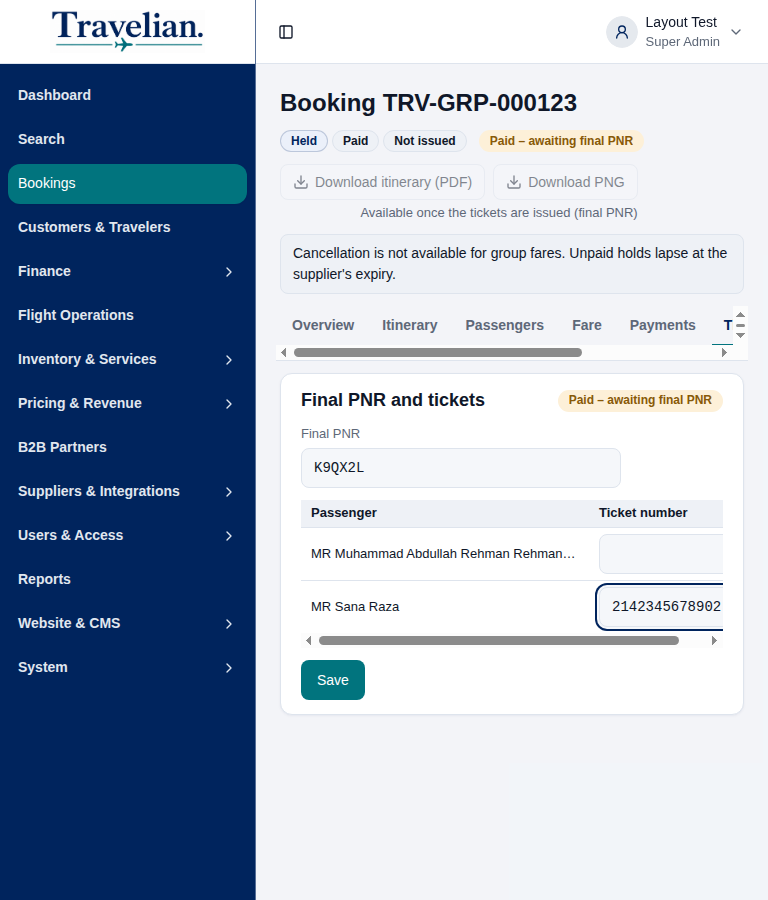 Travelian.
Layout Test
Super Admin
Dashboard
Search
Bookings
Customers & Travelers
Finance
Flight Operations
Inventory & Services
Pricing & Revenue
B2B Partners
Suppliers & Integrations
Users & Access
Reports
Website & CMS
System
Booking TRV-GRP-000123
Held Paid Not issued Paid – awaiting final PNR
Download itinerary (PDF) Download PNG
Available once the tickets are issued (final PNR)
Cancellation is not available for group fares. Unpaid holds lapse at the
supplier's expiry.
Overview Itinerary Passengers Fare Payments T
Final PNR and tickets Paid – awaiting final PNR
Final PNR
K9QX2L
Passenger Ticket number
MR Muhammad Abdullah Rehman Rehman…
MR Sana Raza 2142345678902
Save